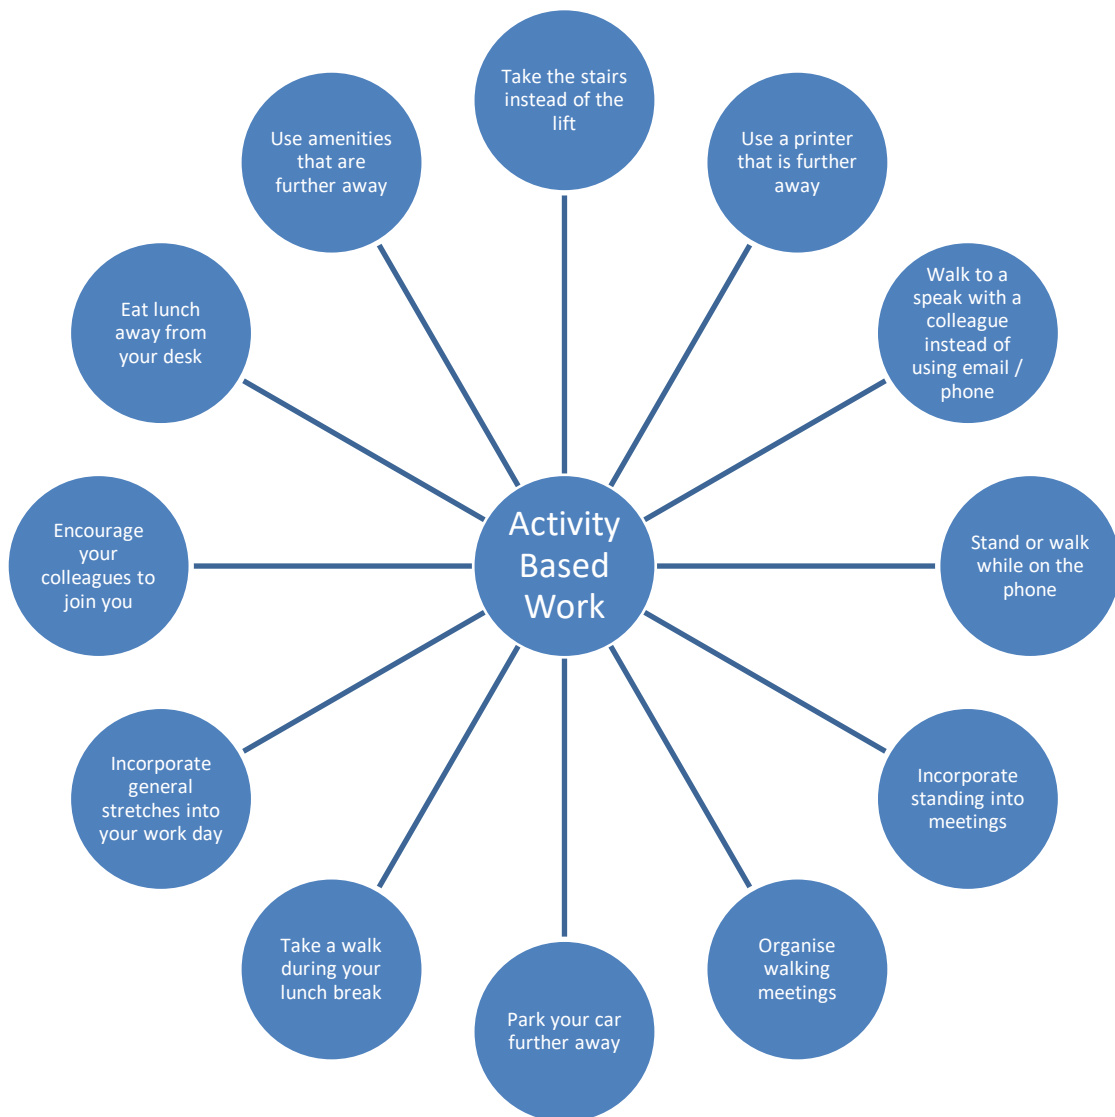 Take the stairs
instead of the
lift
Use a printer
that is further
away
Walk to a
speak with a
colleague
instead of
using email /
phone
Stand or walk
while on the
phone
Incorporate
standing into
meetings
Organise
walking
meetings
Park your car
further away
Take a walk
during your
lunch break
Incorporate
general
stretches into
your work day
Encourage
your
colleagues to
join you
Eat lunch
away from
your desk
Use amenities
that are
further away
Activity
Based
Work